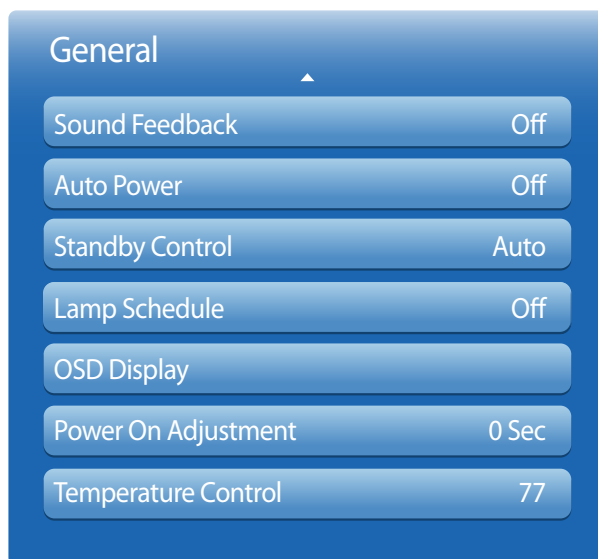 General
Sound Feedback Off
Auto Power Off
Standby Control Auto
Lamp Schedule Off
OSD Display
Power On Adjustment 0 Sec
Temperature Control 77